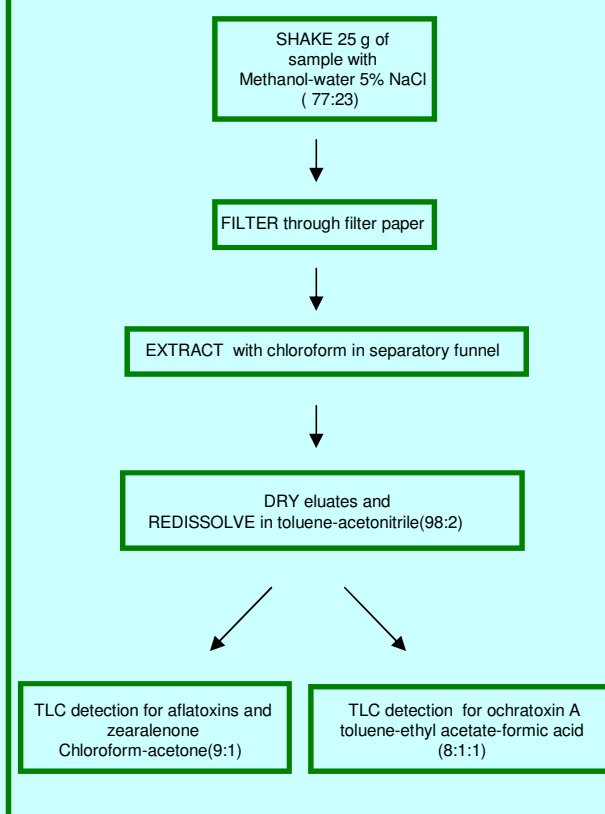 SHAKE 25 g of
sample with
Methanol-water 5% NaCl
( 77:23)
FILTER through filter paper
EXTRACT with chloroform in separatory funnel
DRY eluates and
REDISSOLVE in toluene-acetonitrile(98:2)
TLC detection for aflatoxins and
zearalenone
Chloroform-acetone(9:1)
TLC detection for ochratoxin A
toluene-ethyl acetate-formic acid
(8:1:1)